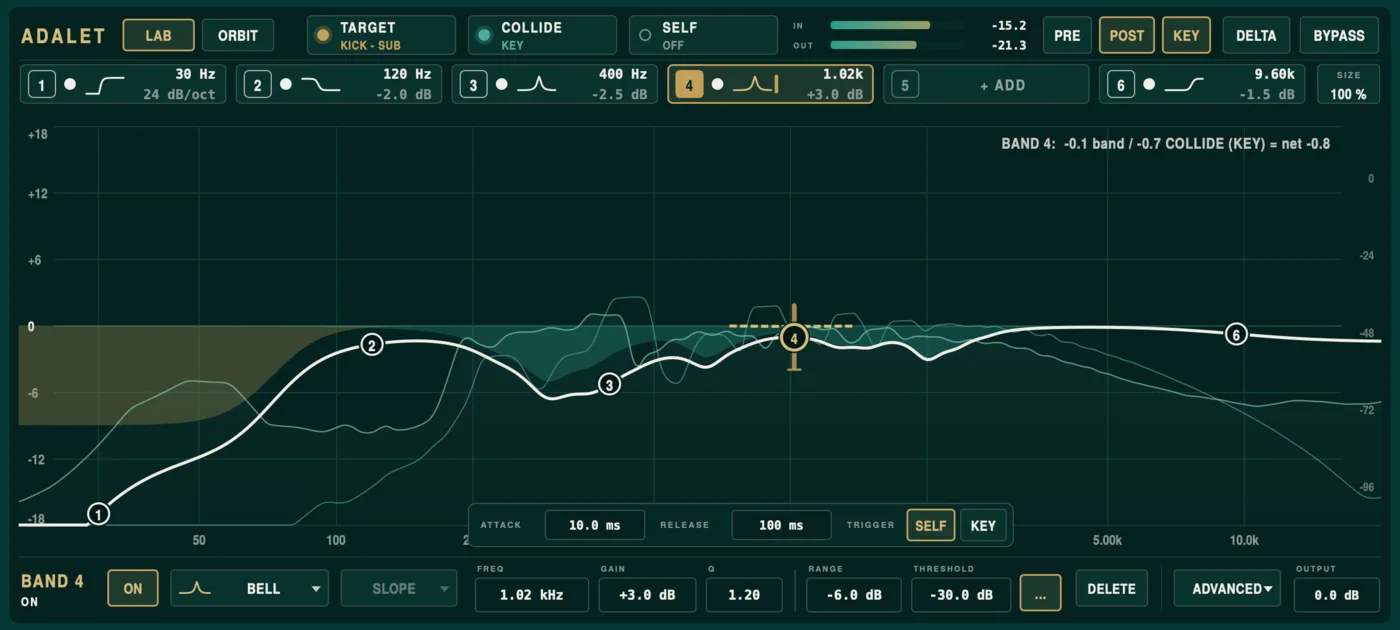 ADALET
LAB
ORBIT
TARGET
KICK - SUB
COLLIDE
KEY
SELF
OFF
IN -15.2
OUT -21.3
PRE
POST
KEY
DELTA
BYPASS
1 30 Hz
24 dB/oct
2 120 Hz
-2.0 dB
3 400 Hz
-2.5 dB
4 1.02k
+3.0 dB
5 + ADD
6 9.60k
-1.5 dB
SIZE
100 %
BAND 4: -0.1 band / -0.7 COLLIDE (KEY) = net -0.8
+18
+12
+6
0
-6
-12
-18
0
-24
-48
-72
-96
1
2
3
4
6
ATTACK 10.0 ms RELEASE 100 ms TRIGGER SELF KEY
50 100 2 5.00k 10.0k
BAND 4
ON
ON
BELL
SLOPE
FREQ
1.02 kHz
GAIN
+3.0 dB
Q
1.20
RANGE
-6.0 dB
THRESHOLD
-30.0 dB
...
DELETE
ADVANCED
OUTPUT
0.0 dB